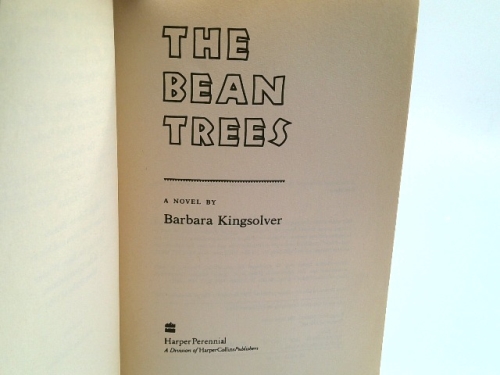 THE
BEAN
TREES
A NOVEL BY
Barbara Kingsolver
Harper Perennial
A Division of HarperCollinsPublishers